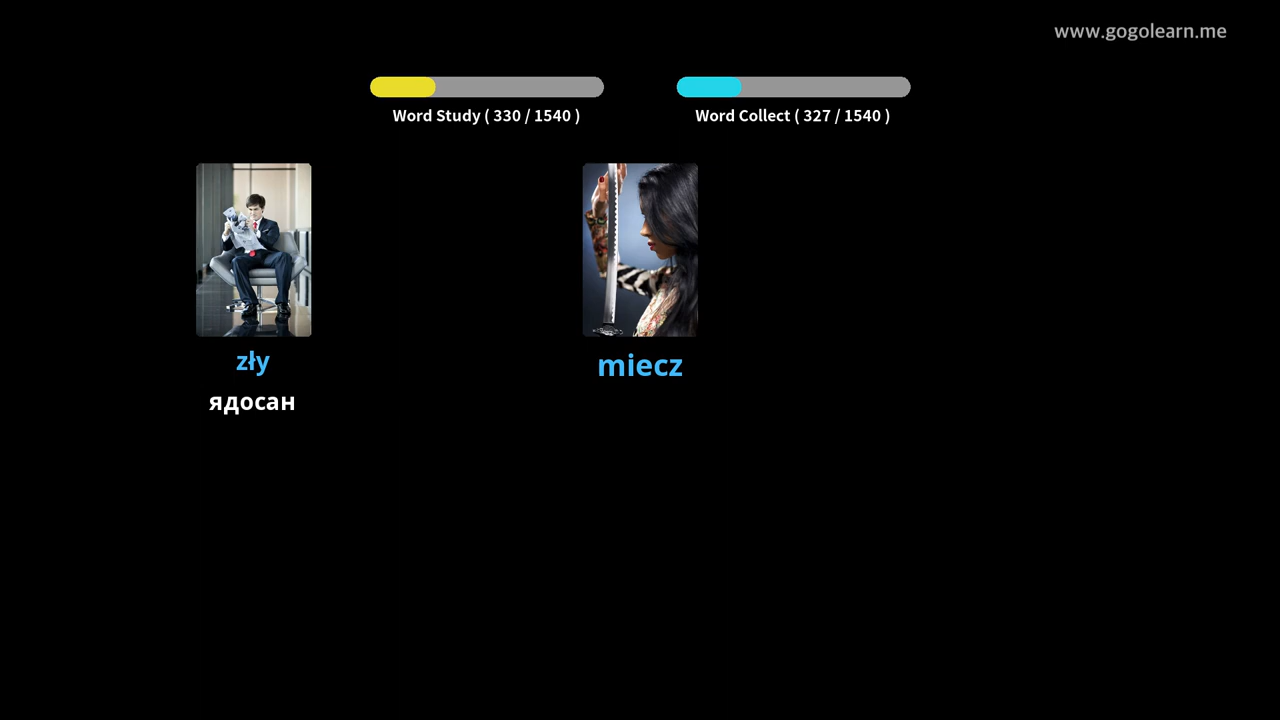 www.gogolearn.me
Word Study ( 330 / 1540 )
Word Collect ( 327 / 1540 )
zły
ядосан
miecz